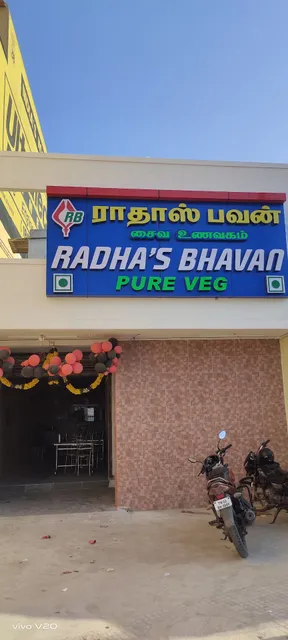 RB
ராதாஸ் பவன்
சைவ உணவகம்
RADHA'S BHAVAN
PURE VEG
vivo V20